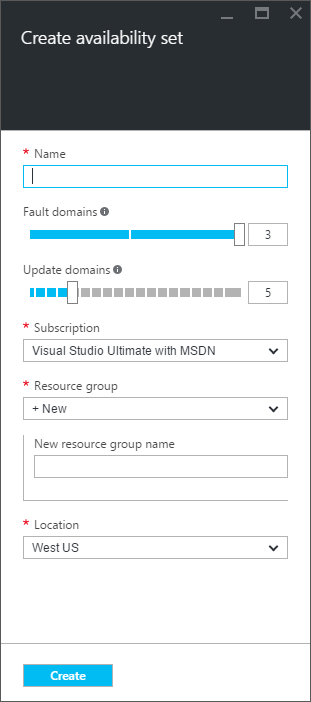 Create availability set
* Name
Fault domains
3
Update domains
5
* Subscription
Visual Studio Ultimate with MSDN
* Resource group
+ New
New resource group name
* Location
West US
Create